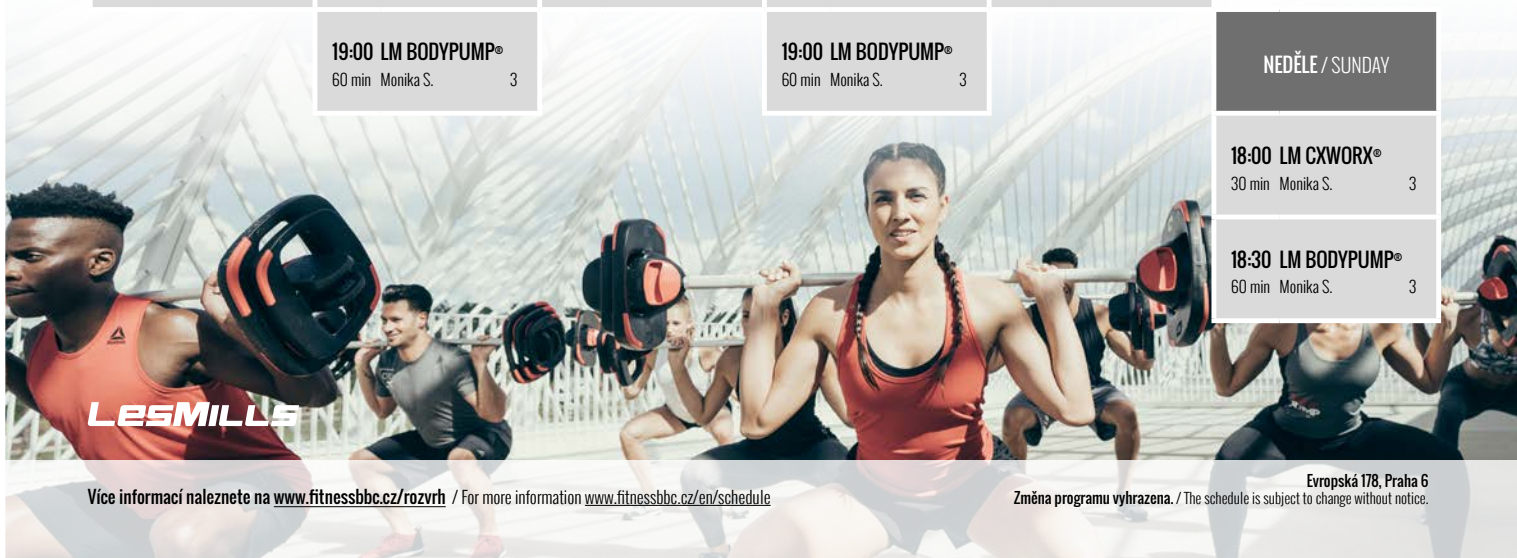 19:00 LM BODYPUMP®
60 min Monika S. 3
19:00 LM BODYPUMP®
60 min Monika S. 3
NEDĚLE / SUNDAY
18:00 LM CXWORX®
30 min Monika S. 3
18:30 LM BODYPUMP®
60 min Monika S. 3
LesMILLS
Více informací naleznete na www.fitnessbbc.cz/rozvrh / For more information www.fitnessbbc.cz/en/schedule
Evropská 178, Praha 6
Změna programu vyhrazena. / The schedule is subject to change without notice.